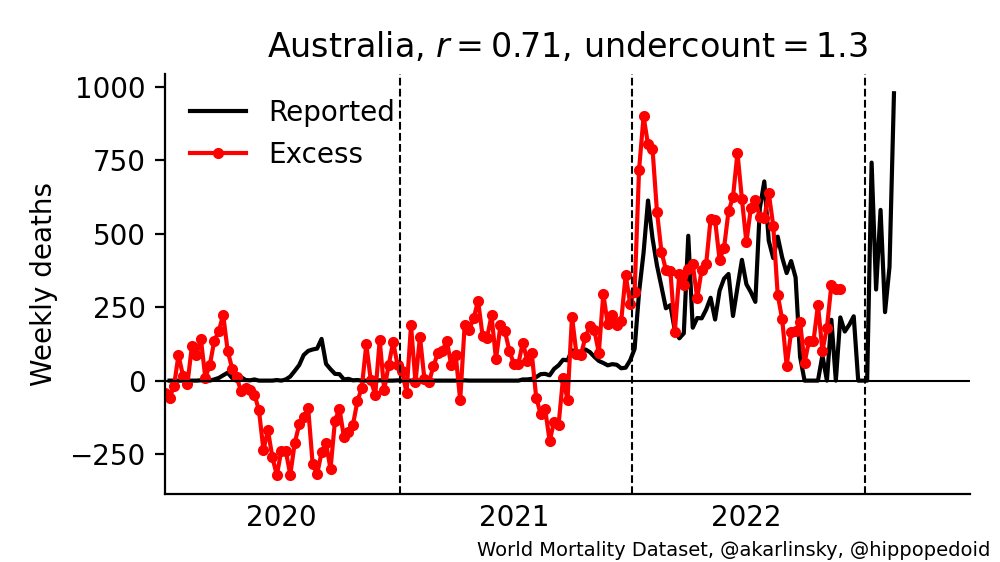 Australia, r = 0.71, undercount = 1.3
1000
750
500
250
0
−250
Weekly deaths
Reported
Excess
2020
2021
2022
World Mortality Dataset, @akarlinsky, @hippopedoid